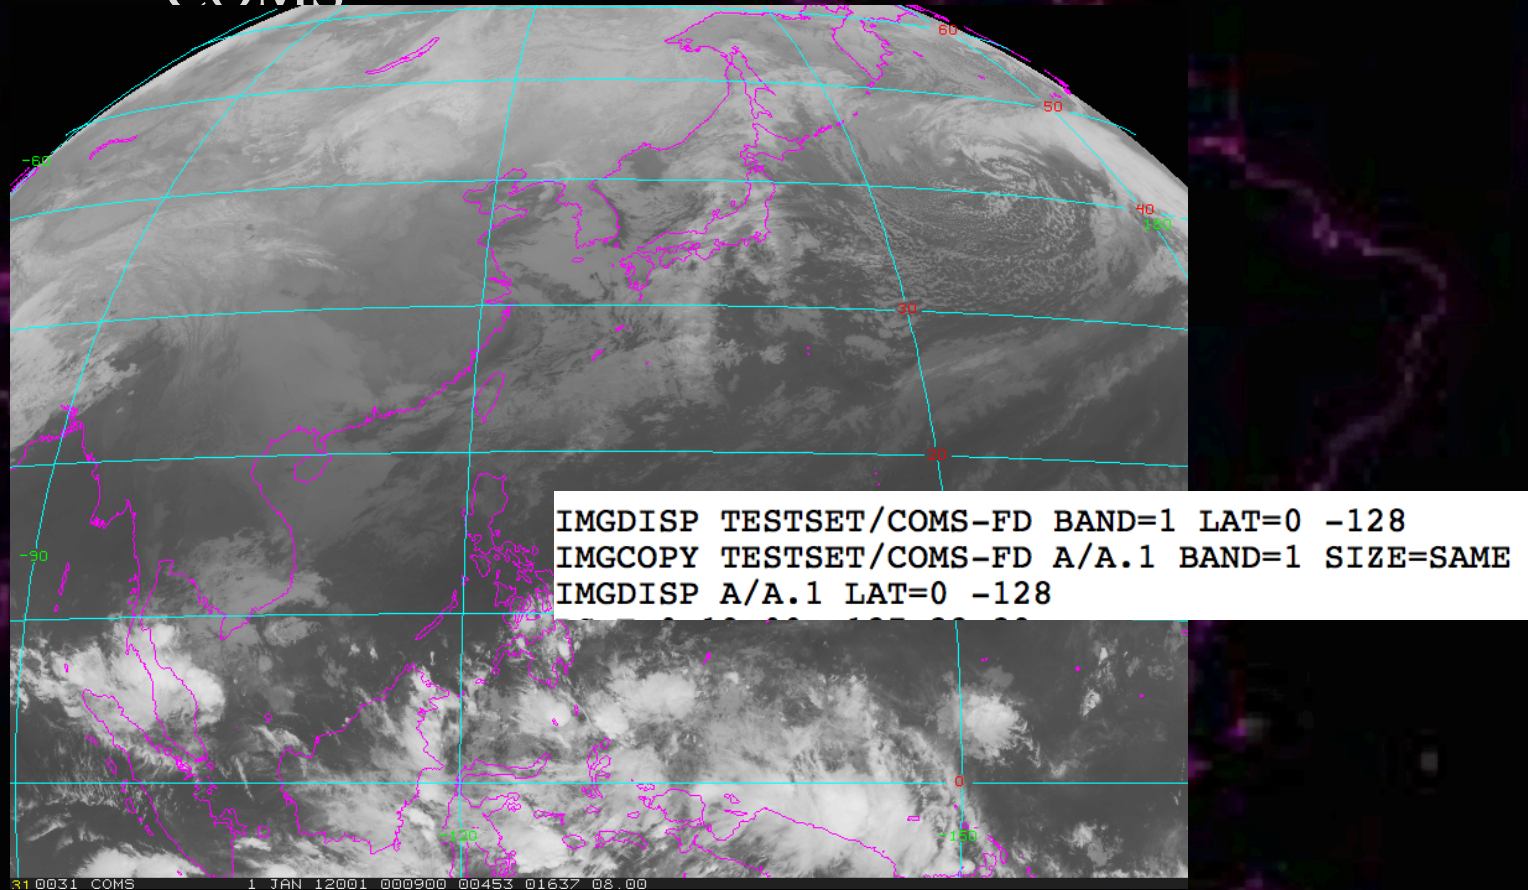 COMS
60
50
-60
40
180
30
20
IMGDISP TESTSET/COMS-FD BAND=1 LAT=0 -128
IMGCOPY TESTSET/COMS-FD A/A.1 BAND=1 SIZE=SAME
-90
IMGDISP A/A.1 LAT=0 -128
0
-120
-150
31 0031 COMS 1 JAN 12001 000900 00453 01637 08.00